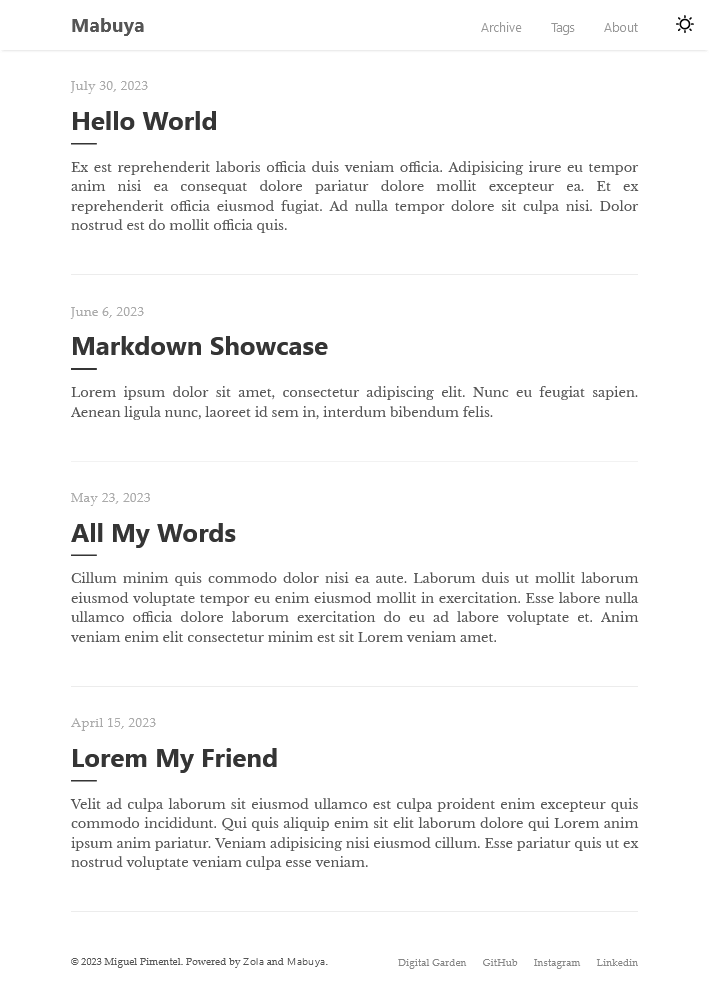 Mabuya
Archive Tags About
July 30, 2023
Hello World
Ex est reprehenderit laboris officia duis veniam officia. Adipisicing irure eu tempor
anim nisi ea consequat dolore pariatur dolore mollit excepteur ea. Et ex
reprehenderit officia eiusmod fugiat. Ad nulla tempor dolore sit culpa nisi. Dolor
nostrud est do mollit officia quis.
June 6, 2023
Markdown Showcase
Lorem ipsum dolor sit amet, consectetur adipiscing elit. Nunc eu feugiat sapien.
Aenean ligula nunc, laoreet id sem in, interdum bibendum felis.
May 23, 2023
All My Words
Cillum minim quis commodo dolor nisi ea aute. Laborum duis ut mollit laborum
eiusmod voluptate tempor eu enim eiusmod mollit in exercitation. Esse labore nulla
ullamco officia dolore laborum exercitation do eu ad labore voluptate et. Anim
veniam enim elit consectetur minim est sit Lorem veniam amet.
April 15, 2023
Lorem My Friend
Velit ad culpa laborum sit eiusmod ullamco est culpa proident enim excepteur quis
commodo incididunt. Qui quis aliquip enim sit elit laborum dolore qui Lorem anim
ipsum anim pariatur. Veniam adipisicing nisi eiusmod cillum. Esse pariatur quis ut ex
nostrud voluptate veniam culpa esse veniam.
© 2023 Miguel Pimentel. Powered by Zola and Mabuya.
Digital Garden GitHub Instagram Linkedin